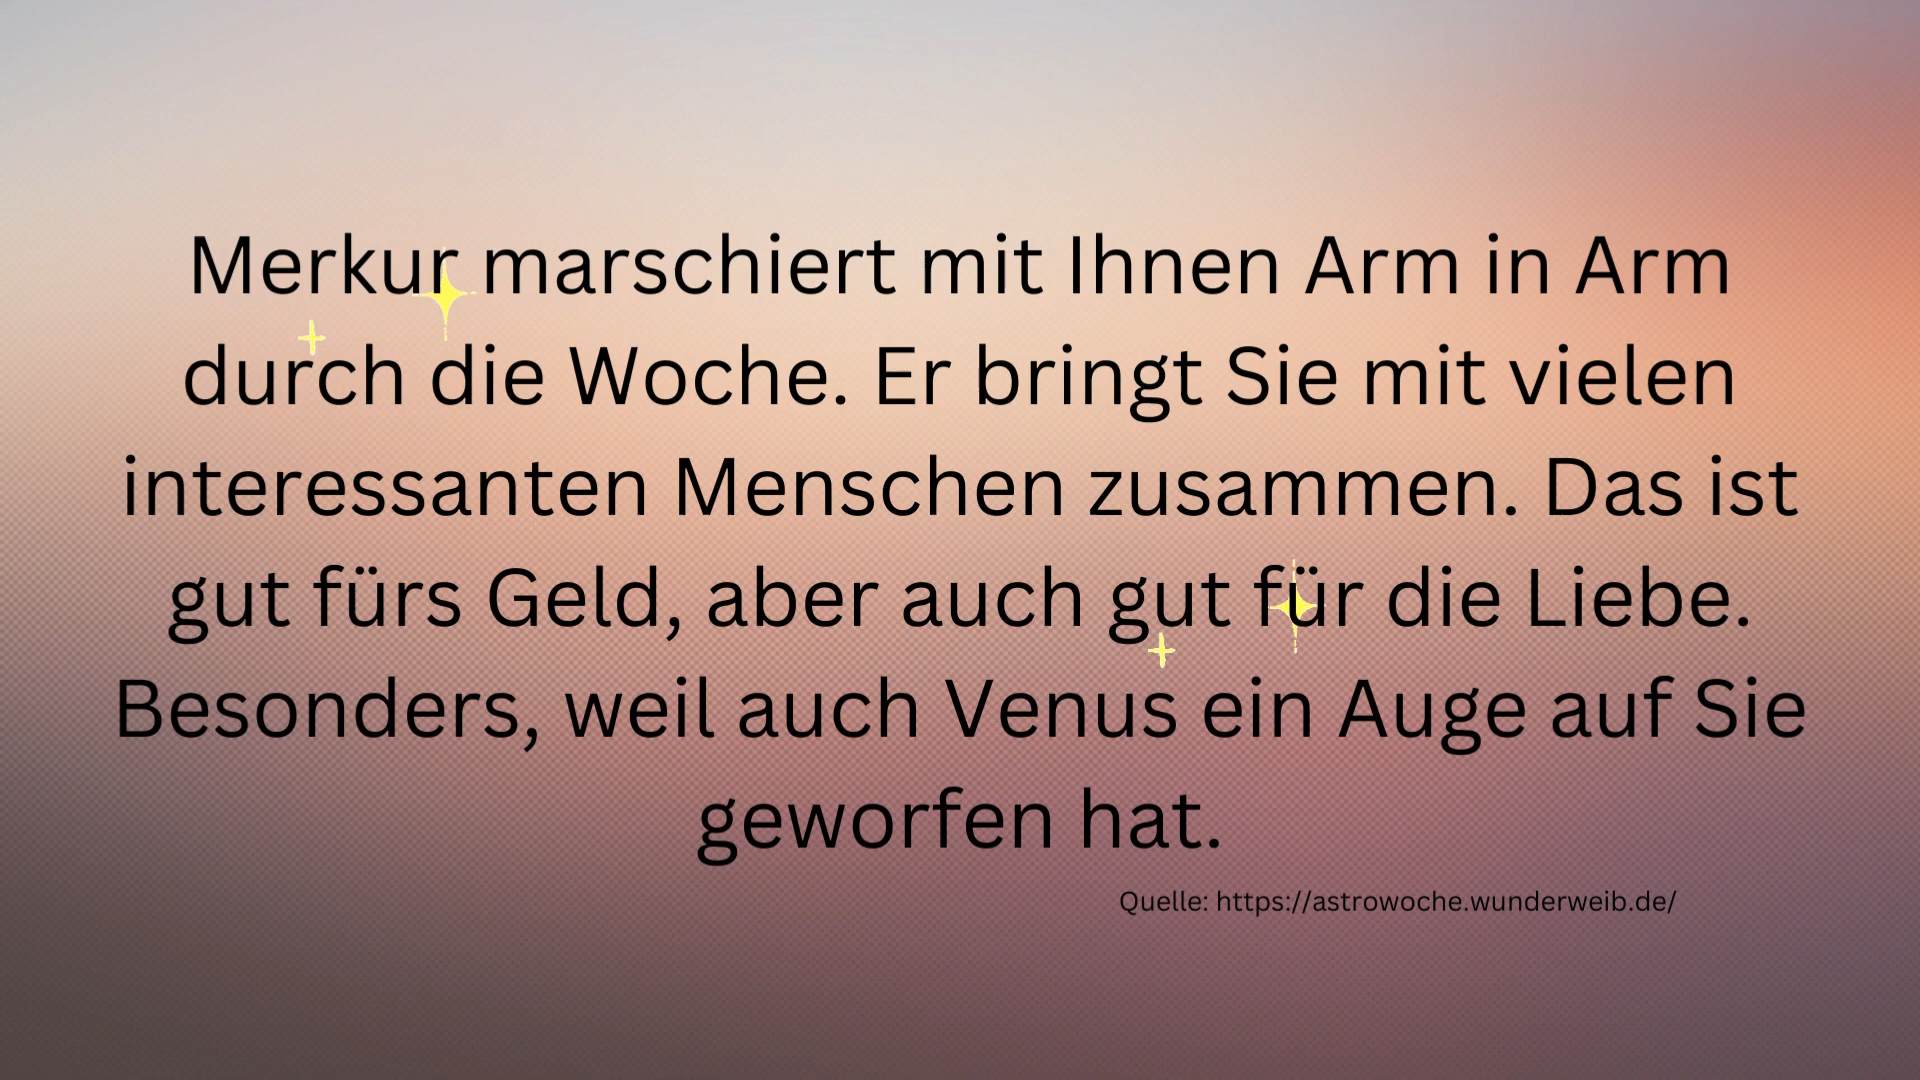 Merkur marschiert mit Ihnen Arm in Arm
durch die Woche. Er bringt Sie mit vielen
interessanten Menschen zusammen. Das ist
gut fürs Geld, aber auch gut für die Liebe.
Besonders, weil auch Venus ein Auge auf Sie
geworfen hat.
Quelle: https://astrowoche.wunderweib.de/